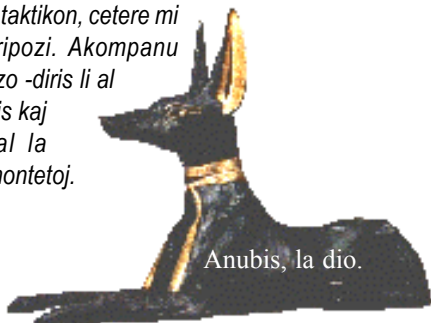 taktikon, cetere mi
ripozi. Akompanu
zo -diris li al
is kaj
al la
montetoj.
Anubis, la dio.